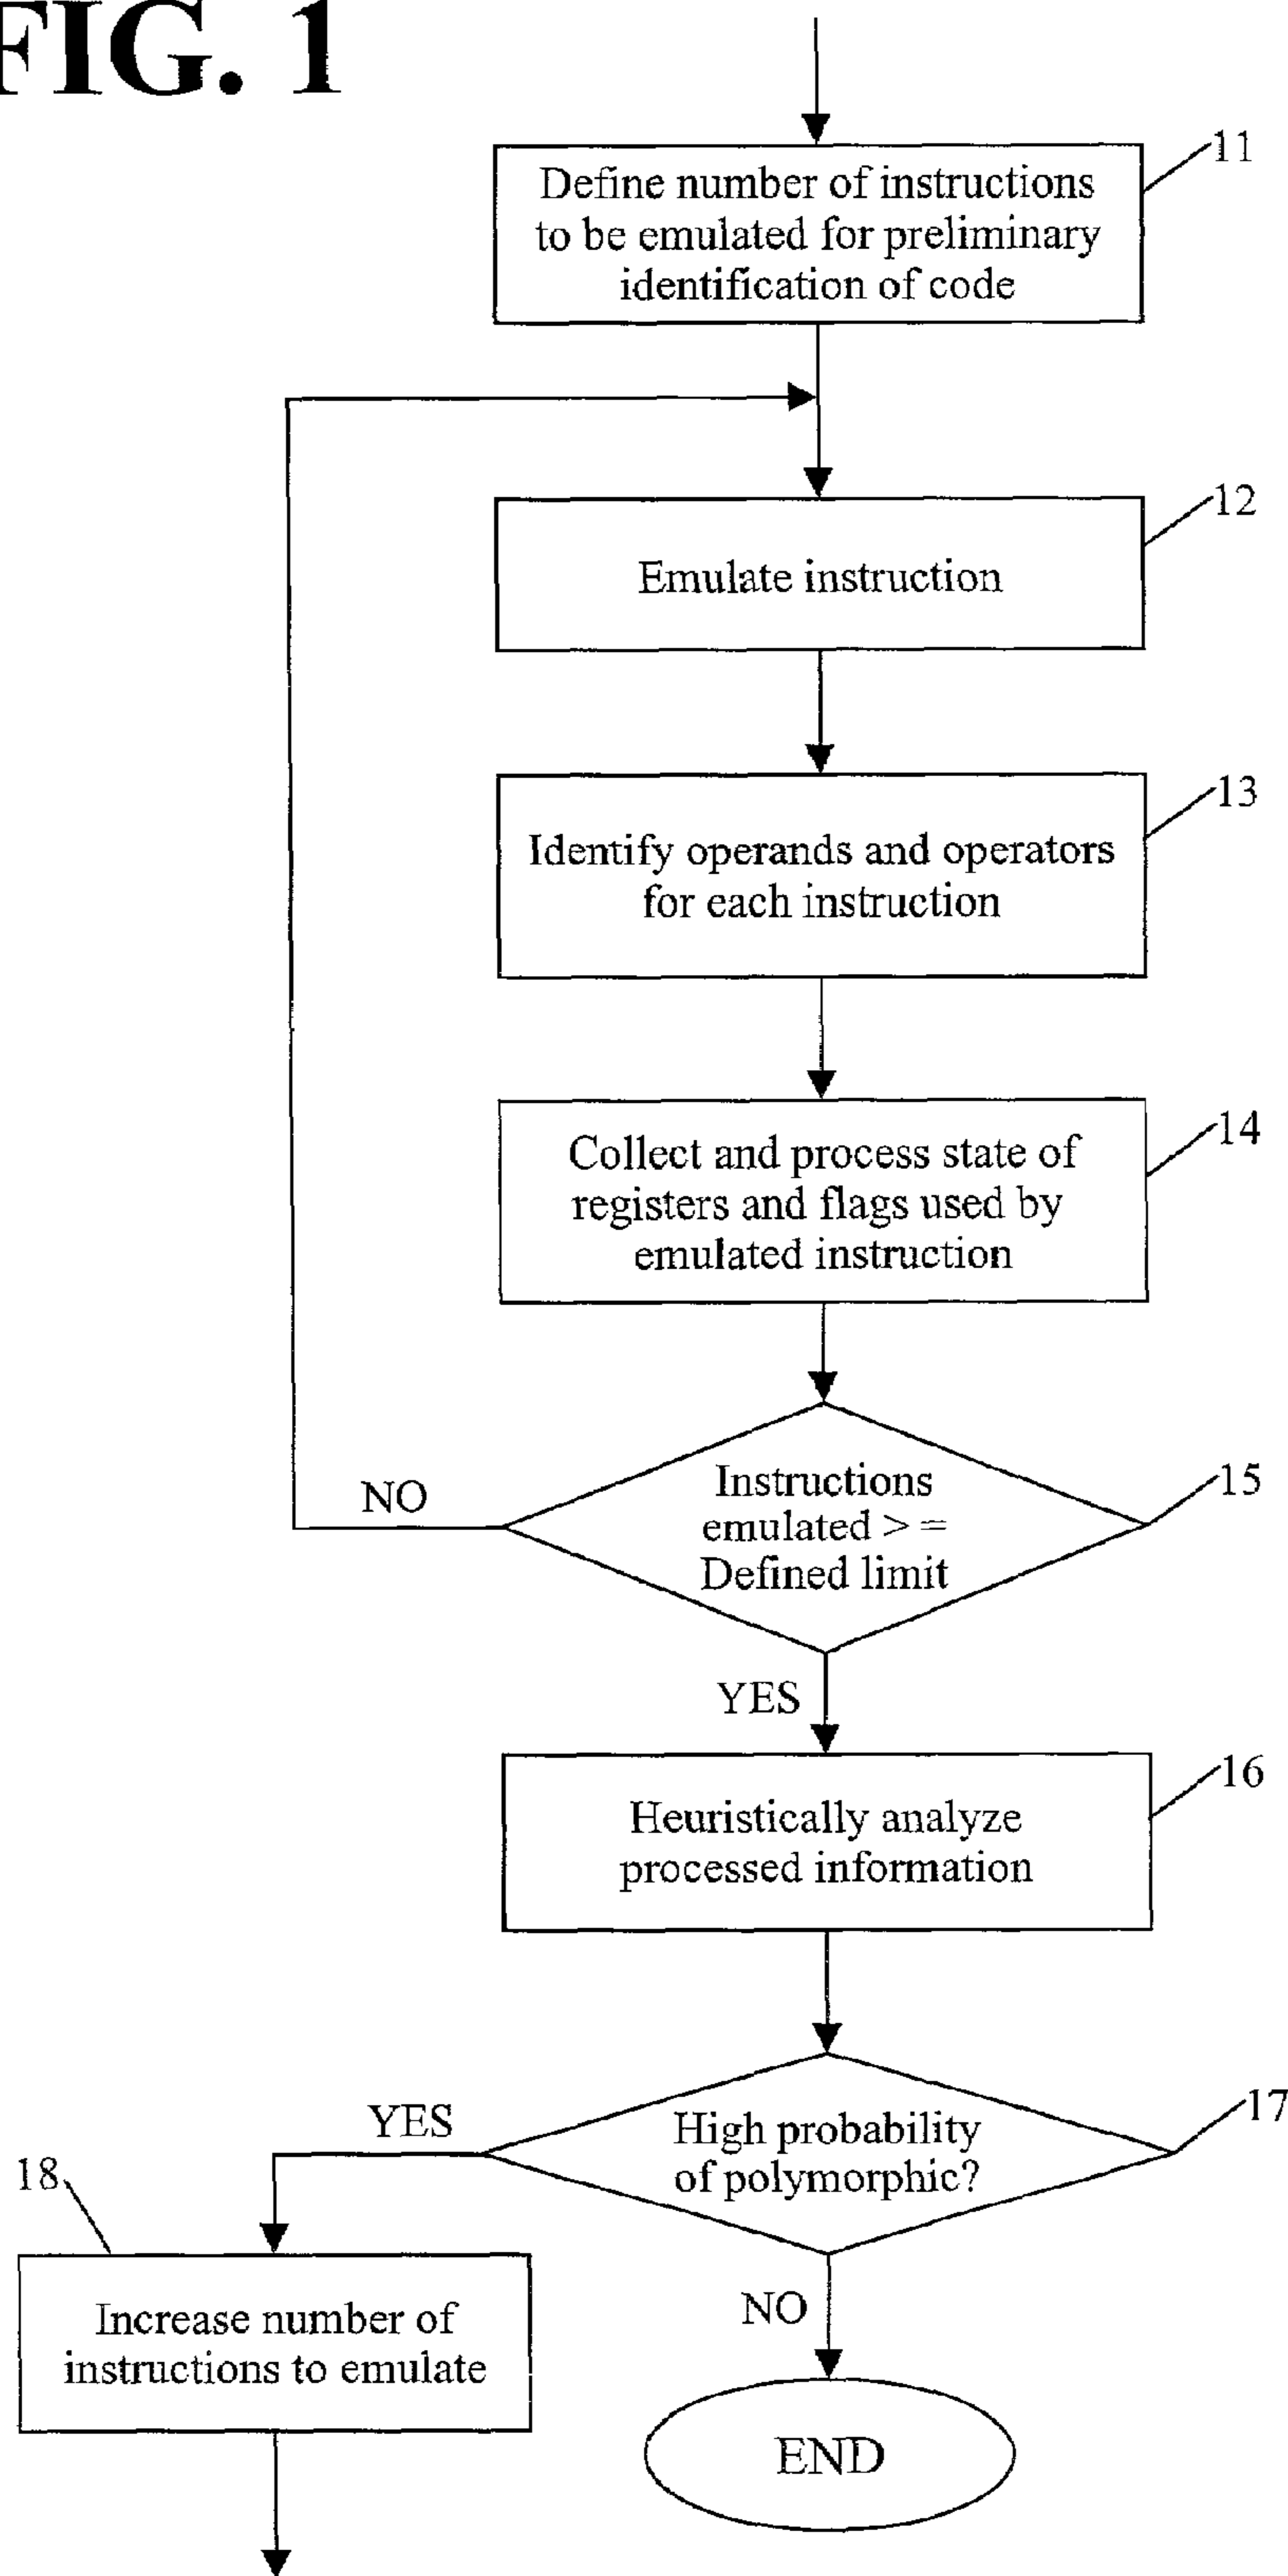 FIG. 1
11
Define number of instructions
to be emulated for preliminary
identification of code
12
Emulate instruction
13
Identify operands and operators
for each instruction
14
Collect and process state of
registers and flags used by
emulated instruction
15
Instructions
emulated > =
Defined limit
NO
YES
16
Heuristically analyze
processed information
17
High probability
of polymorphic?
YES
18
Increase number of
instructions to emulate
NO
END